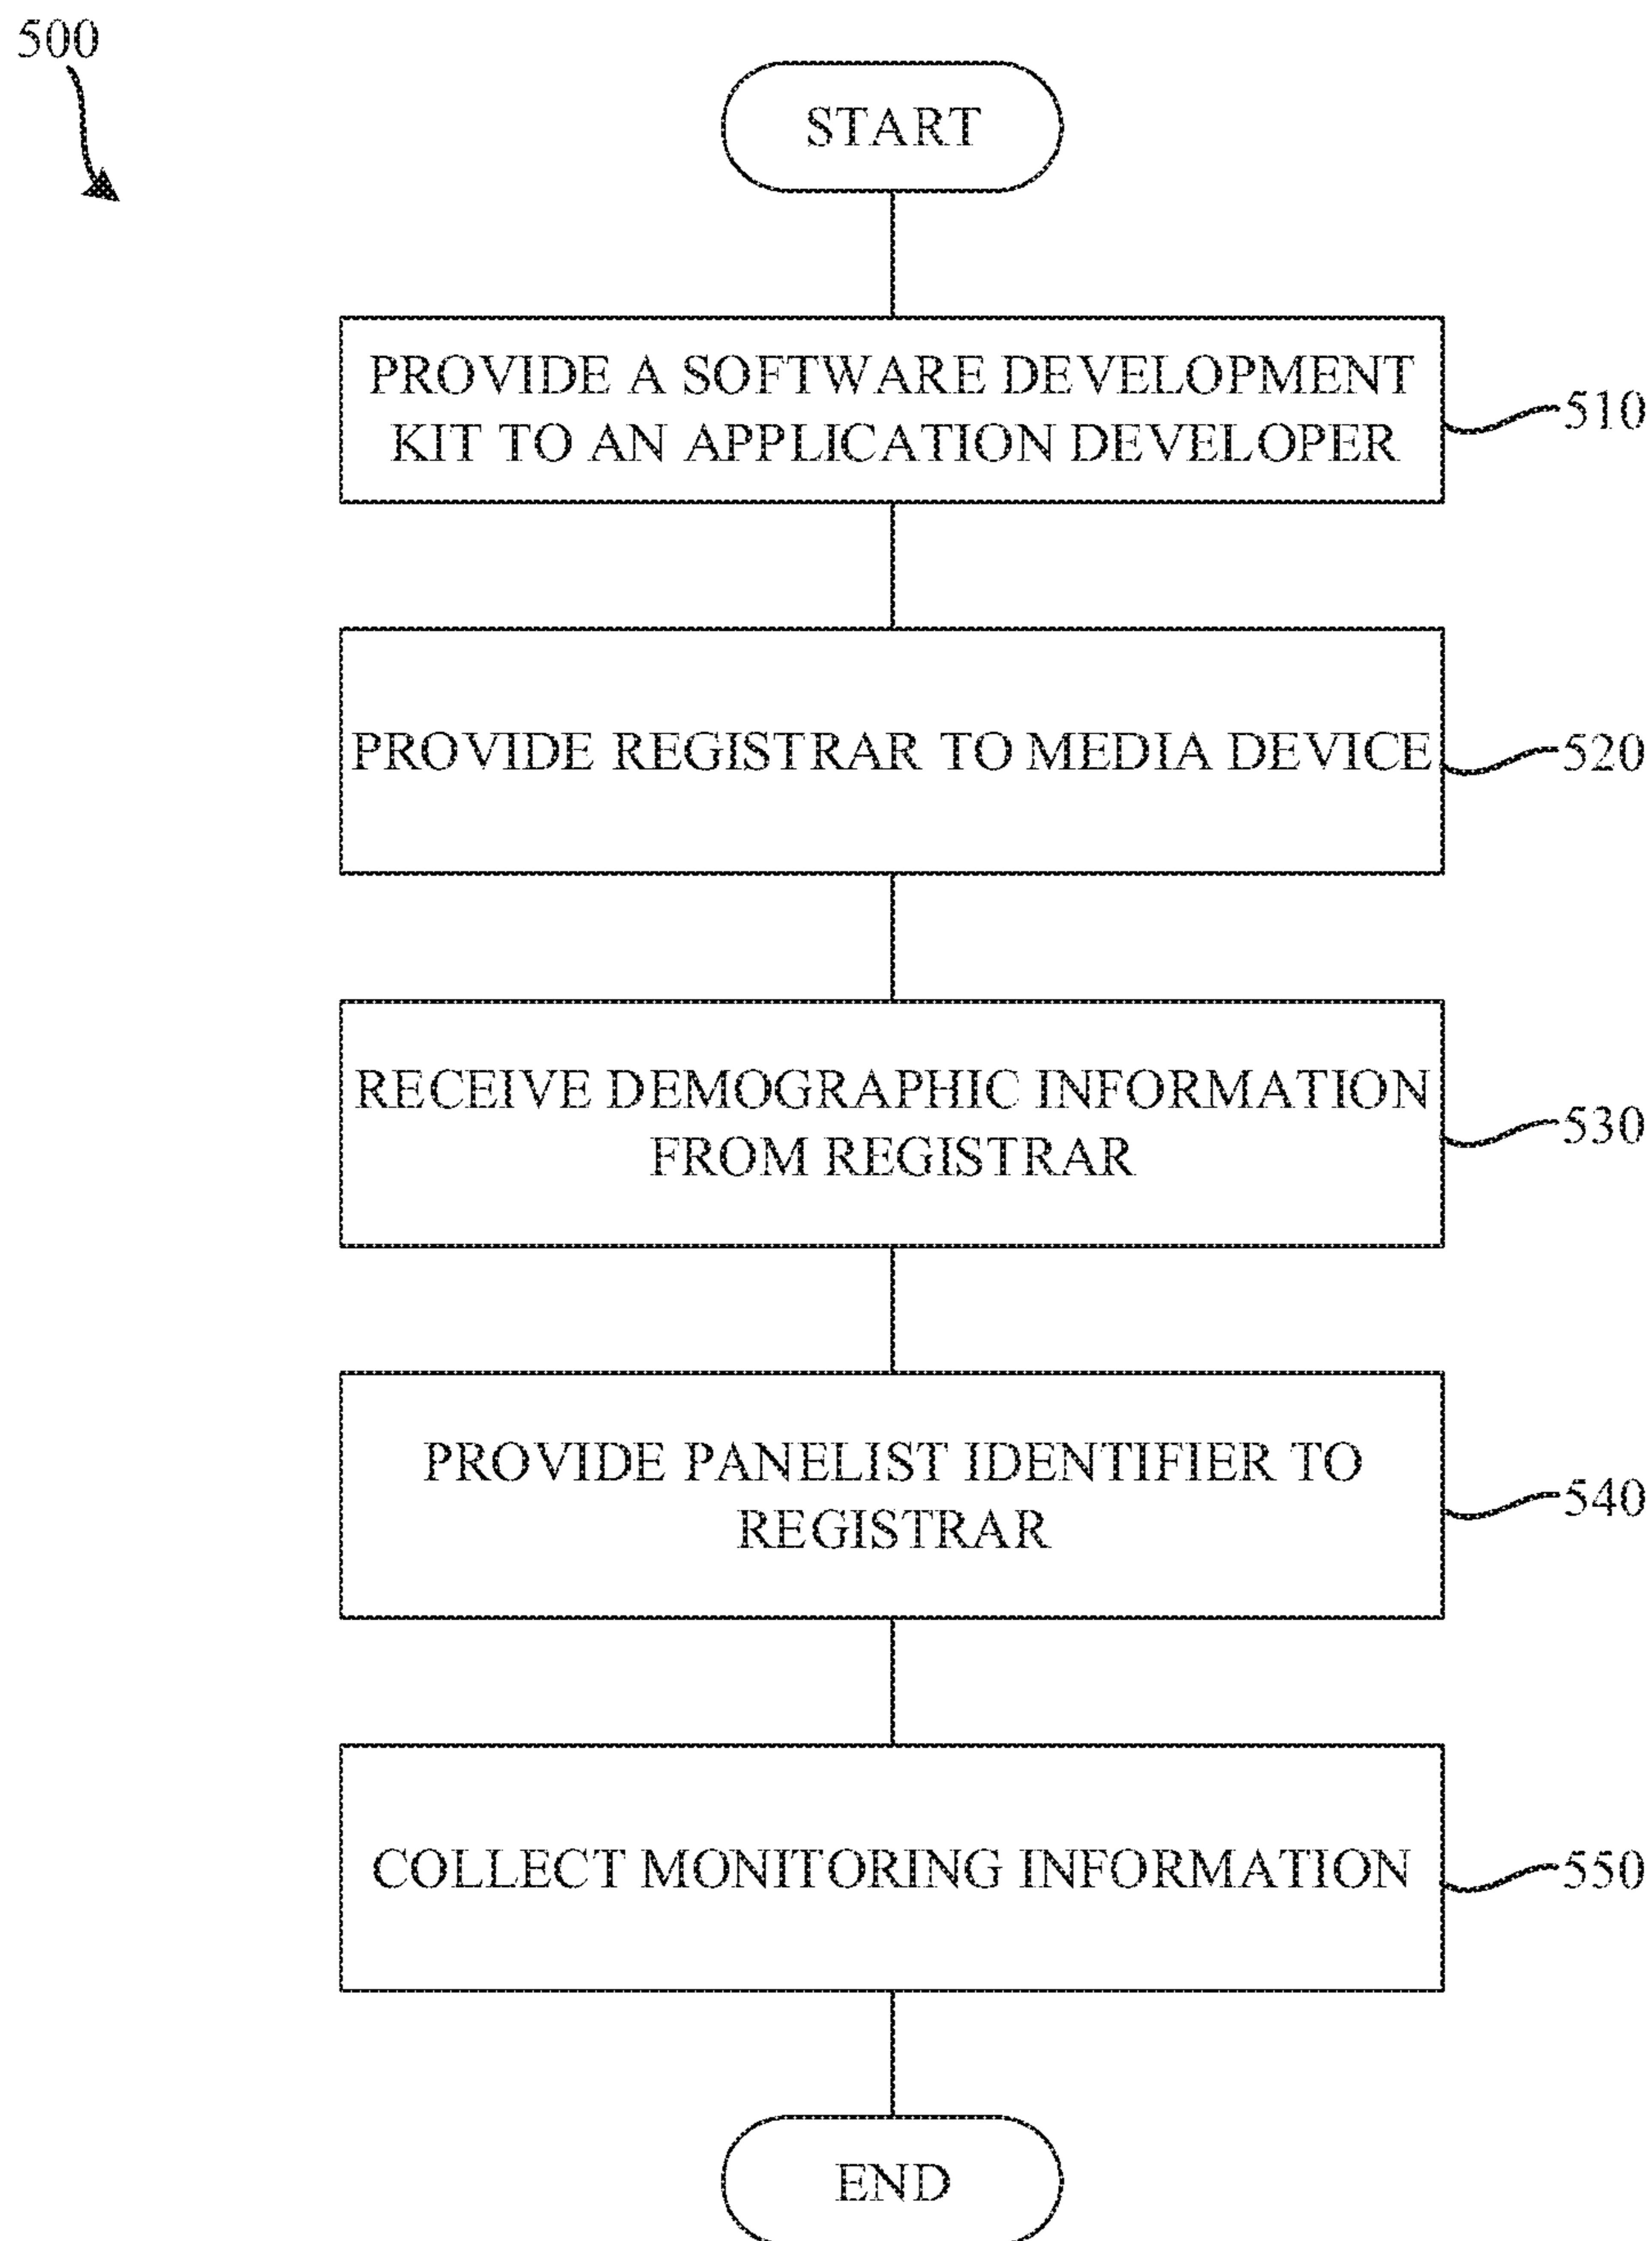 500
START
PROVIDE A SOFTWARE DEVELOPMENT
KIT TO AN APPLICATION DEVELOPER
510
PROVIDE REGISTRAR TO MEDIA DEVICE
520
RECEIVE DEMOGRAPHIC INFORMATION
FROM REGISTRAR
530
PROVIDE PANELIST IDENTIFIER TO
REGISTRAR
540
COLLECT MONITORING INFORMATION
550
END